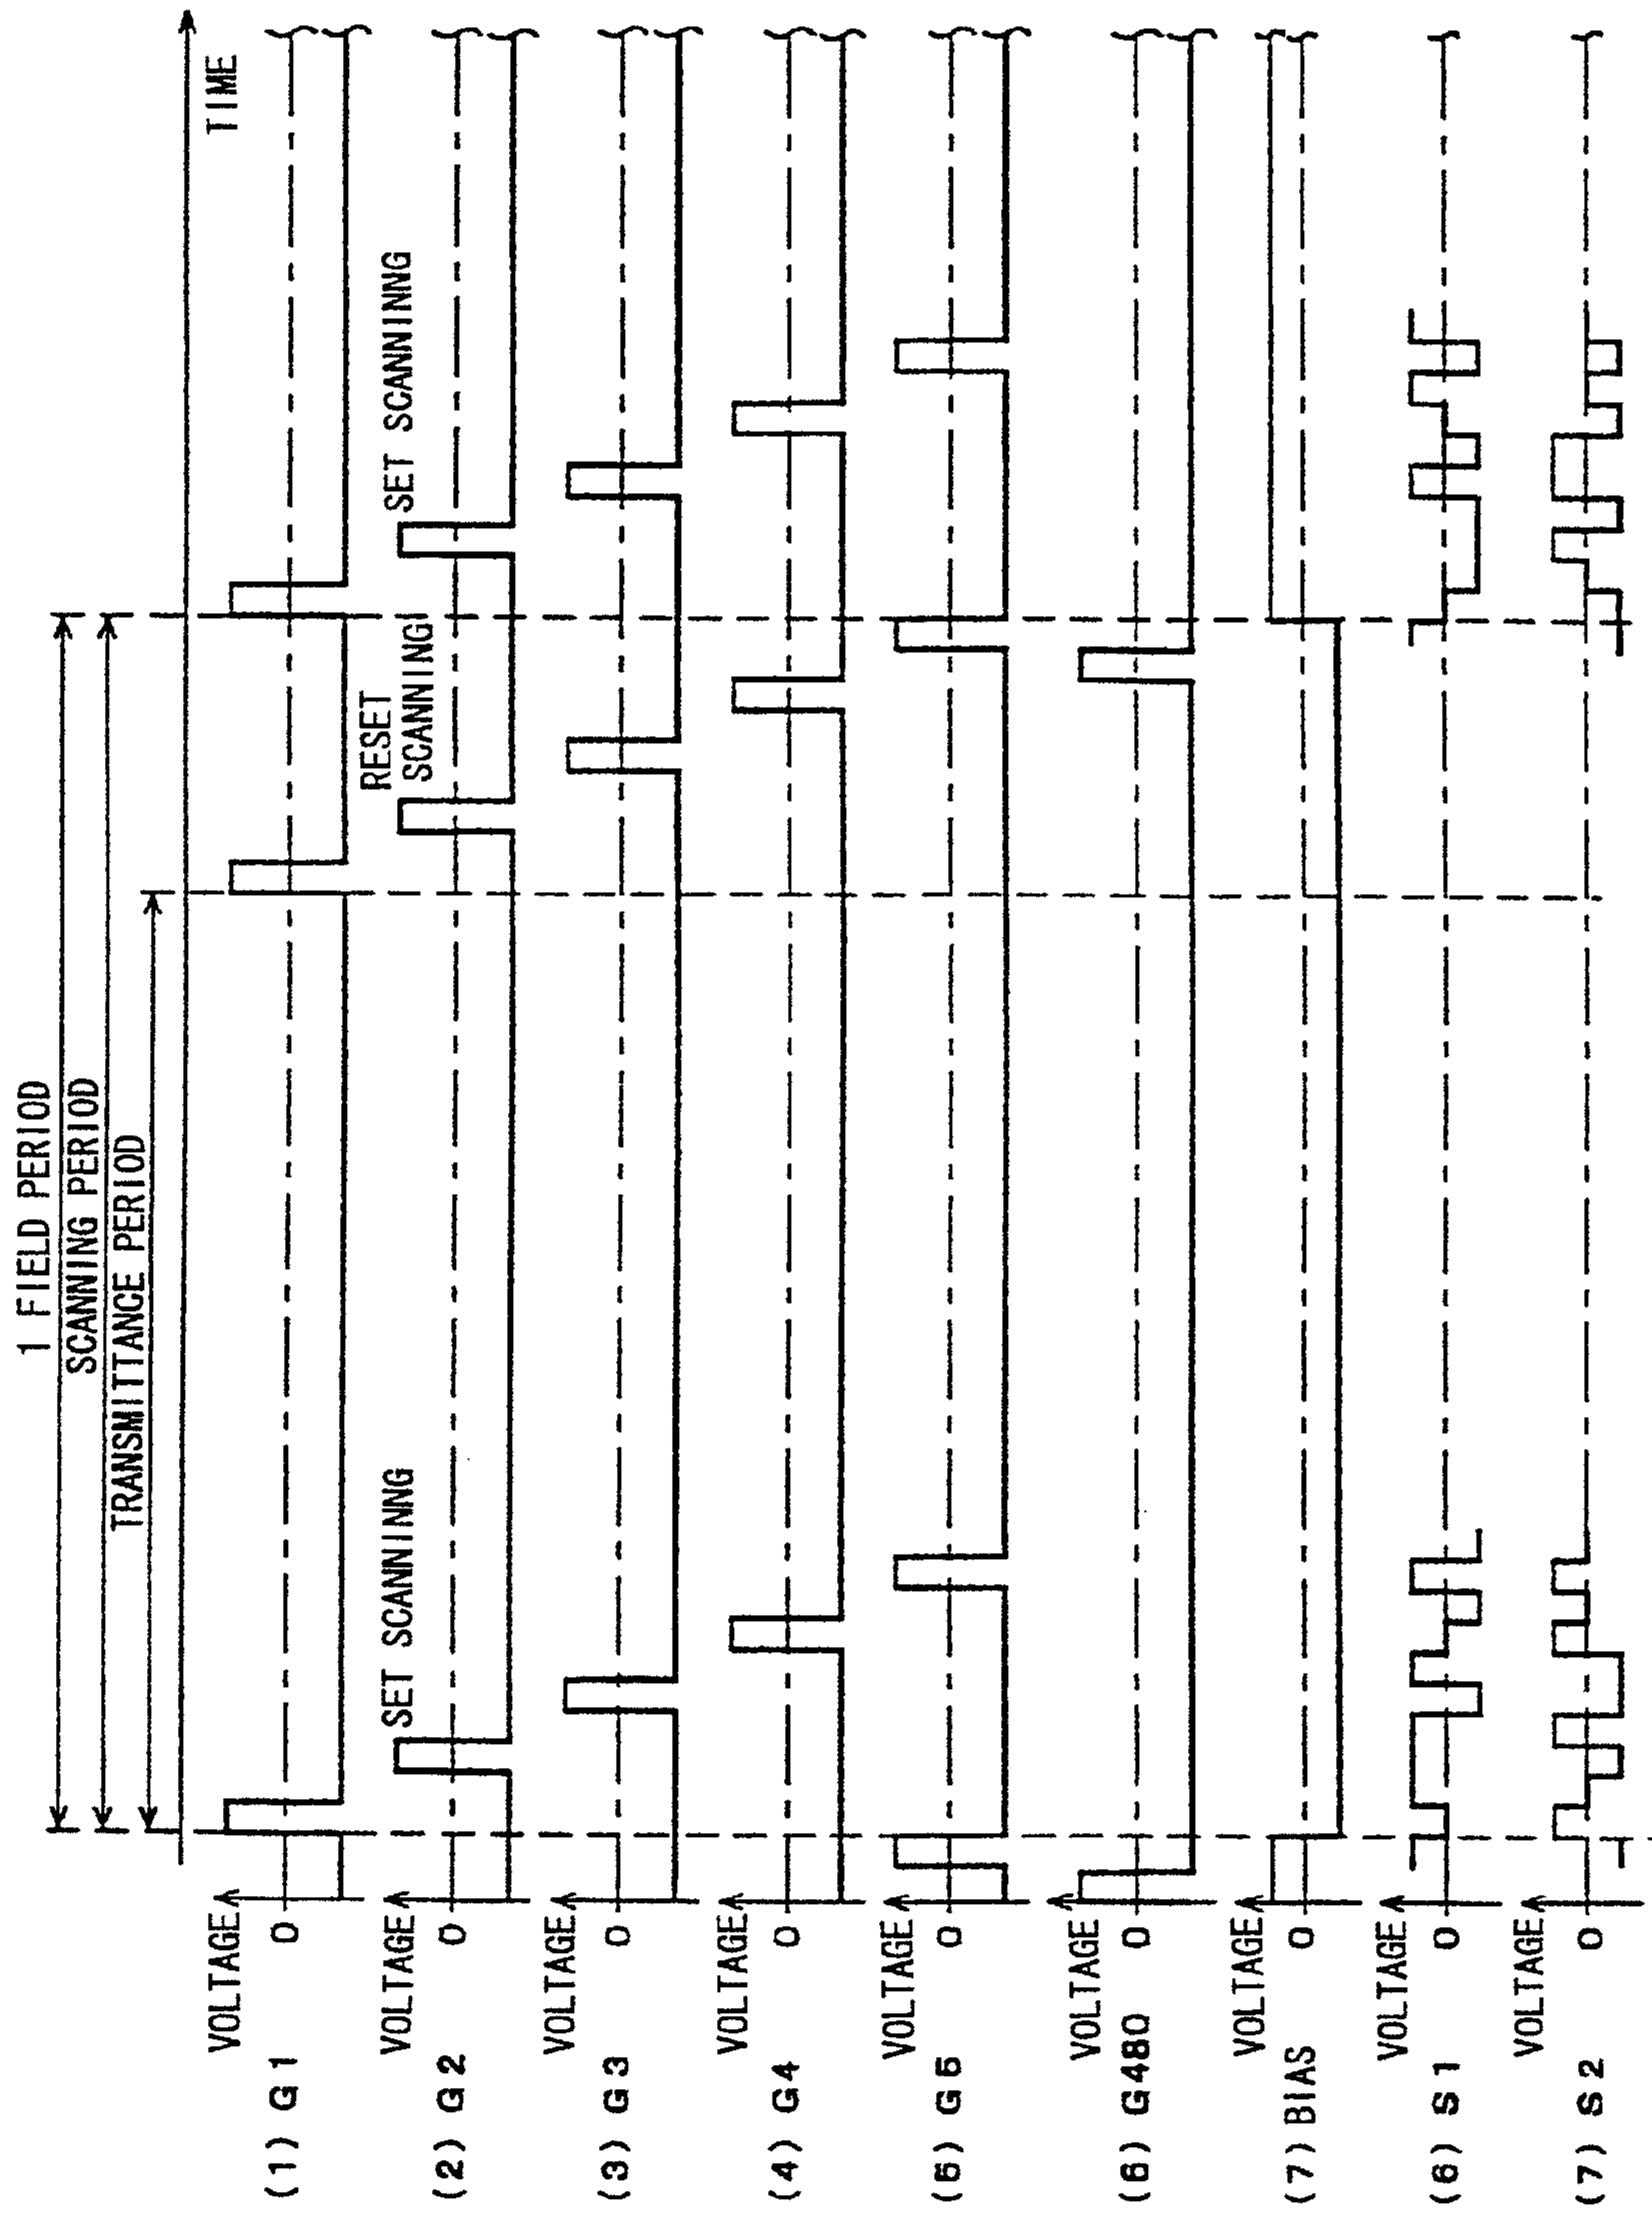 1 FIELD PERIOD
SCANNING PERIOD
TRANSMITTANCE PERIOD
TIME
(1) G1
VOLTAGE
0
SET SCANNING
RESET
SCANNING
SET SCANNING
(2) G2
VOLTAGE
0
(3) G3
VOLTAGE
0
(4) G4
VOLTAGE
0
(5) G5
VOLTAGE
0
(6) G480
VOLTAGE
0
(7) BIAS
VOLTAGE
0
(6) S1
VOLTAGE
0
(7) S2
VOLTAGE
0